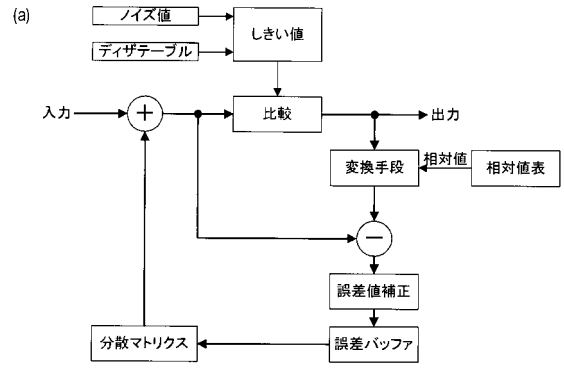 (a)
ノイズ値
ディザテーブル
しきい値
入力
+
比較
出力
変換手段
相対値
相対値表
−
誤差値補正
分散マトリクス
誤差バッファ